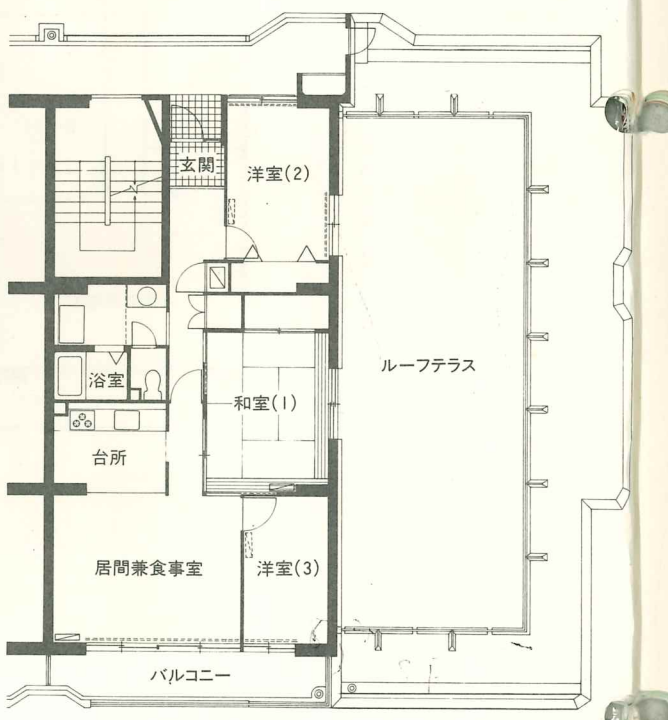 玄関
洋室(2)
浴室
和室(1)
ルーフテラス
台所
居間兼食事室
洋室(3)
バルコニー